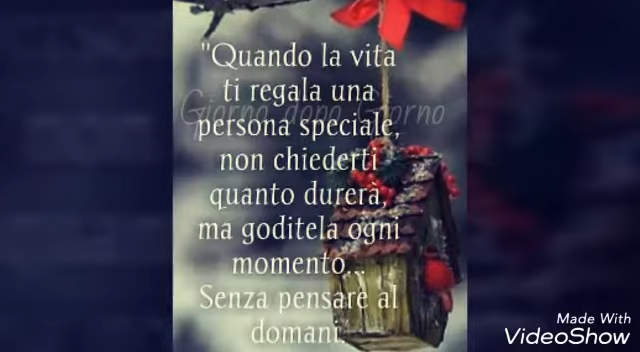 "Quando la vita
ti regala una
Giorno dopo Giorno
persona speciale,
non chiederti
quanto durerà,
ma goditela ogni
momento...
Senza pensare al
domani."
Made With
VideoShow